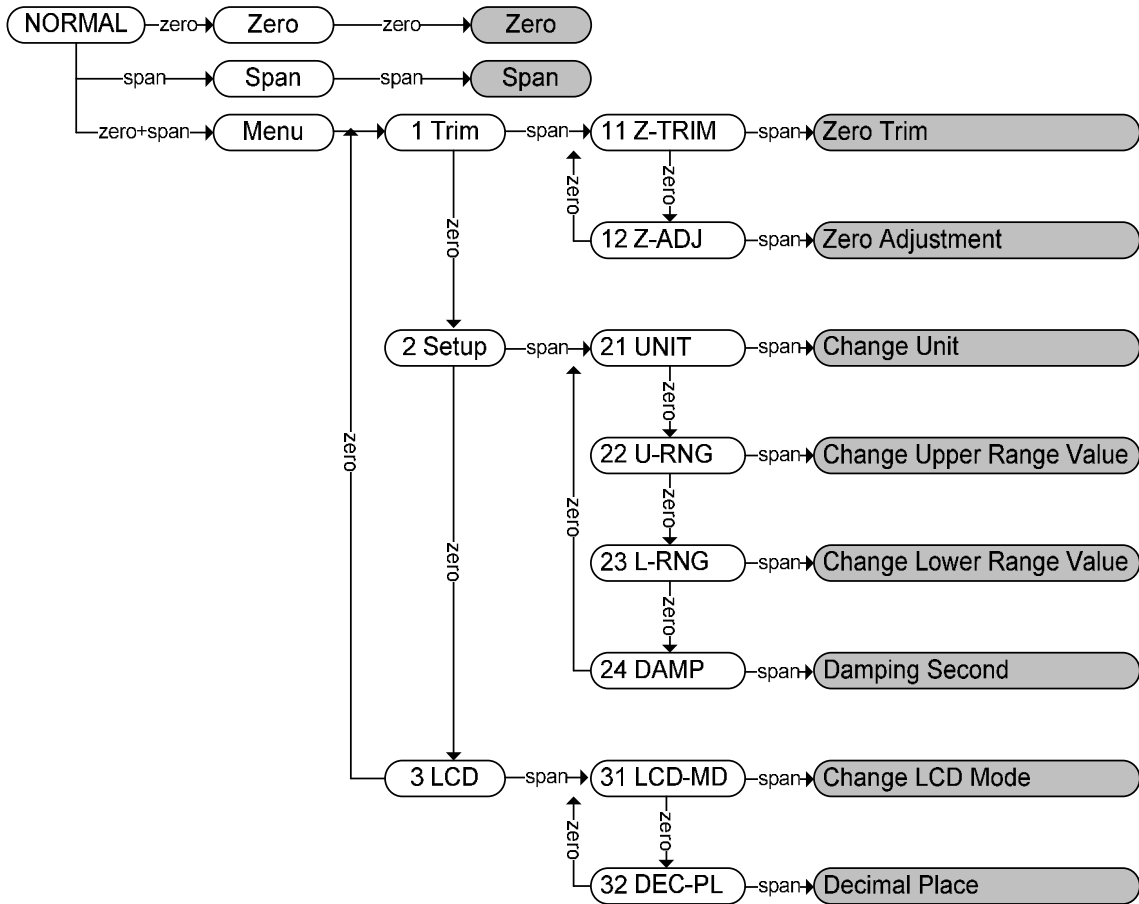 NORMAL zero Zero zero Zero
span Span span Span
zero+span Menu 1 Trim span 11 Z-TRIM span Zero Trim
zero
zero
zero
12 Z-ADJ span Zero Adjustment
2 Setup span 21 UNIT span Change Unit
zero
zero
22 U-RNG span Change Upper Range Value
zero
zero
zero
23 L-RNG span Change Lower Range Value
zero
24 DAMP span Damping Second
3 LCD span 31 LCD-MD span Change LCD Mode
zero
zero
32 DEC-PL span Decimal Place